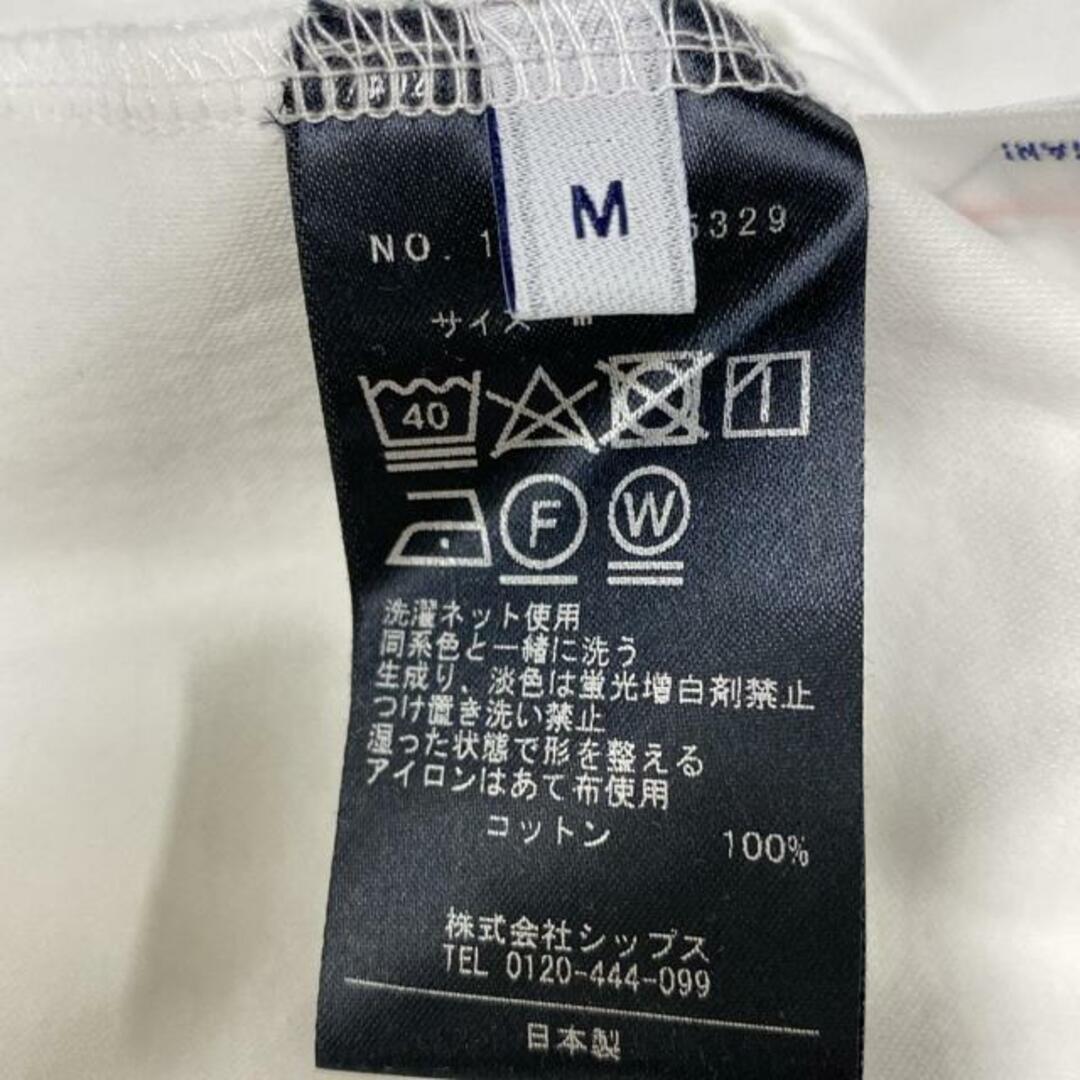 M
NO. 1 5329
サイズ
40
F
W
洗濯ネット使用
同系色と一緒に洗う
生成り、淡色は蛍光増白剤禁止
つけ置き洗い禁止
湿った状態で形を整える
アイロンはあて布使用
コットン 100%
株式会社シップス
TEL 0120-444-099
日本製